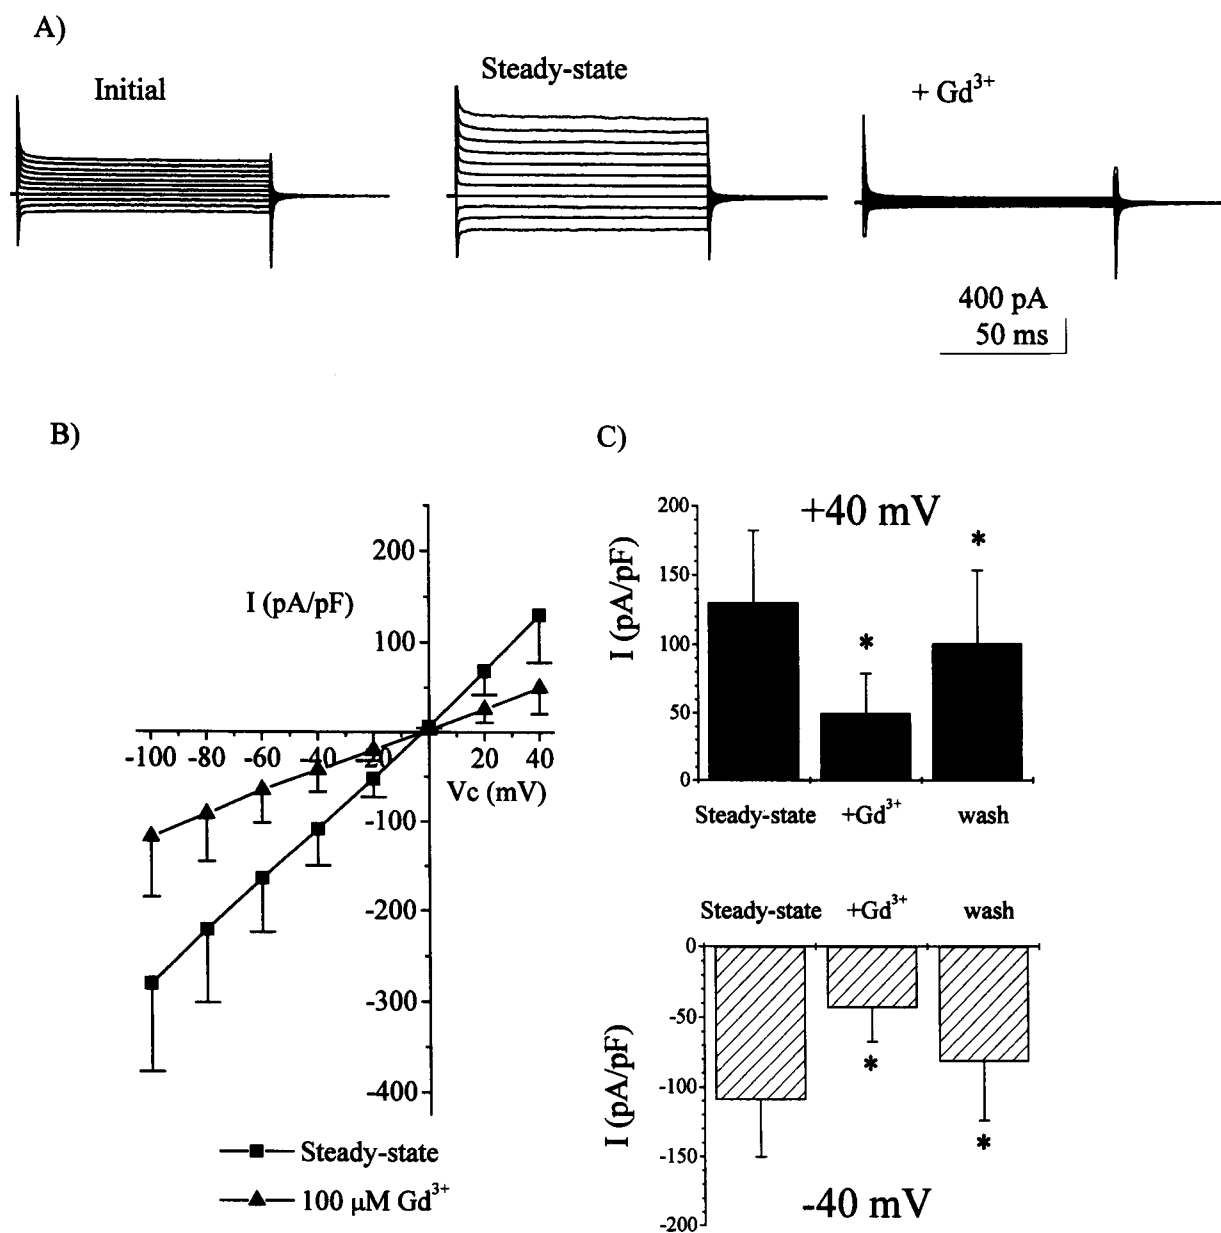 A)
Initial
Steady-state
+ Gd³⁺
400 pA
50 ms
B)
I (pA/pF)
200
100
-100 -80 -60 -40 -20 20 40
Vc (mV)
-100
-200
-300
-400
Steady-state
100 μM Gd³⁺
C)
+40 mV
I (pA/pF)
200
150
100
50
0
*
*
Steady-state +Gd³⁺ wash
Steady-state +Gd³⁺ wash
I (pA/pF)
0
-50
-100
-150
-200
*
*
-40 mV